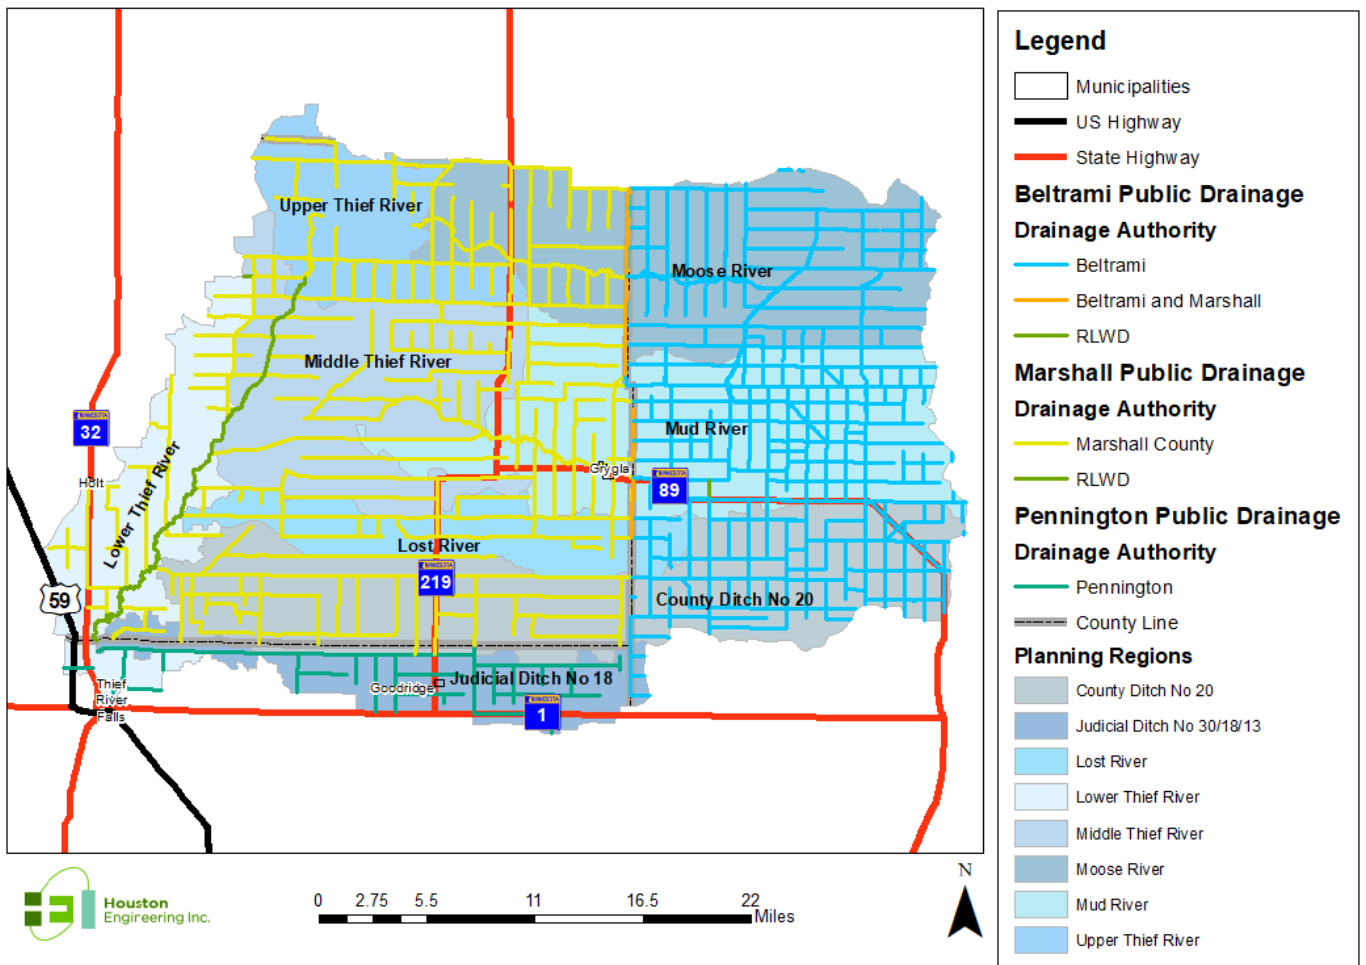 Upper Thief River
Moose River
Middle Thief River
MINNESOTA
32
Mud River
Grygla
MINNESOTA
89
Holt
Lower Thief River
Lost River
MINNESOTA
219
59
County Ditch No 20
Judicial Ditch No 18
Goodridge
Thief
River
Falls
MINNESOTA
1
Legend
Municipalities
US Highway
State Highway
Beltrami Public Drainage
Drainage Authority
Beltrami
Beltrami and Marshall
RLWD
Marshall Public Drainage
Drainage Authority
Marshall County
RLWD
Pennington Public Drainage
Drainage Authority
Pennington
County Line
Planning Regions
County Ditch No 20
Judicial Ditch No 30/18/13
Lost River
Lower Thief River
Middle Thief River
Moose River
Mud River
Upper Thief River
Houston
Engineering Inc.
0 2.75 5.5 11 16.5 22
Miles
N